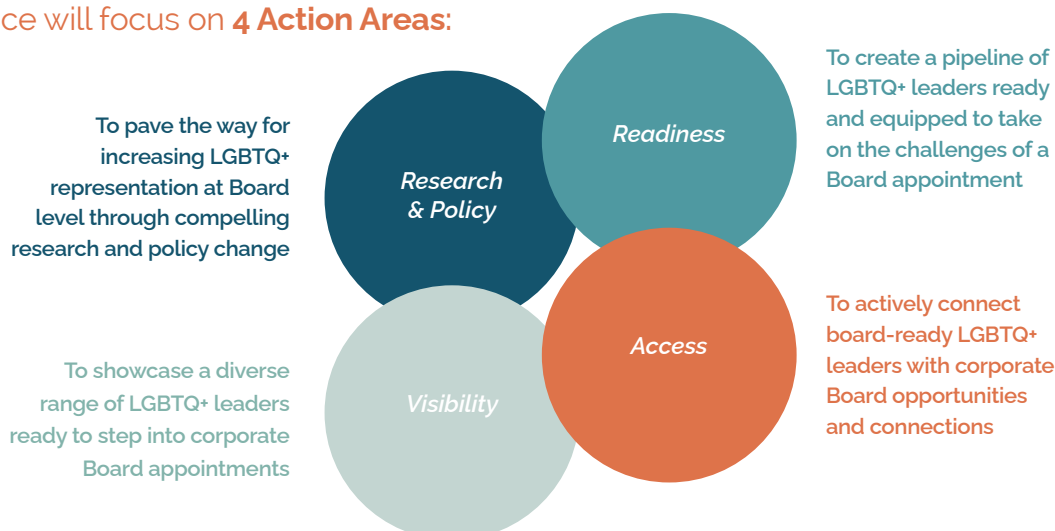 ce will focus on 4 Action Areas:
To pave the way for
increasing LGBTQ+
representation at Board
level through compelling
research and policy change
Research
& Policy
Readiness
To create a pipeline of
LGBTQ+ leaders ready
and equipped to take
on the challenges of a
Board appointment
To showcase a diverse
range of LGBTQ+ leaders
ready to step into corporate
Board appointments
Visibility
Access
To actively connect
board-ready LGBTQ+
leaders with corporate
Board opportunities
and connections